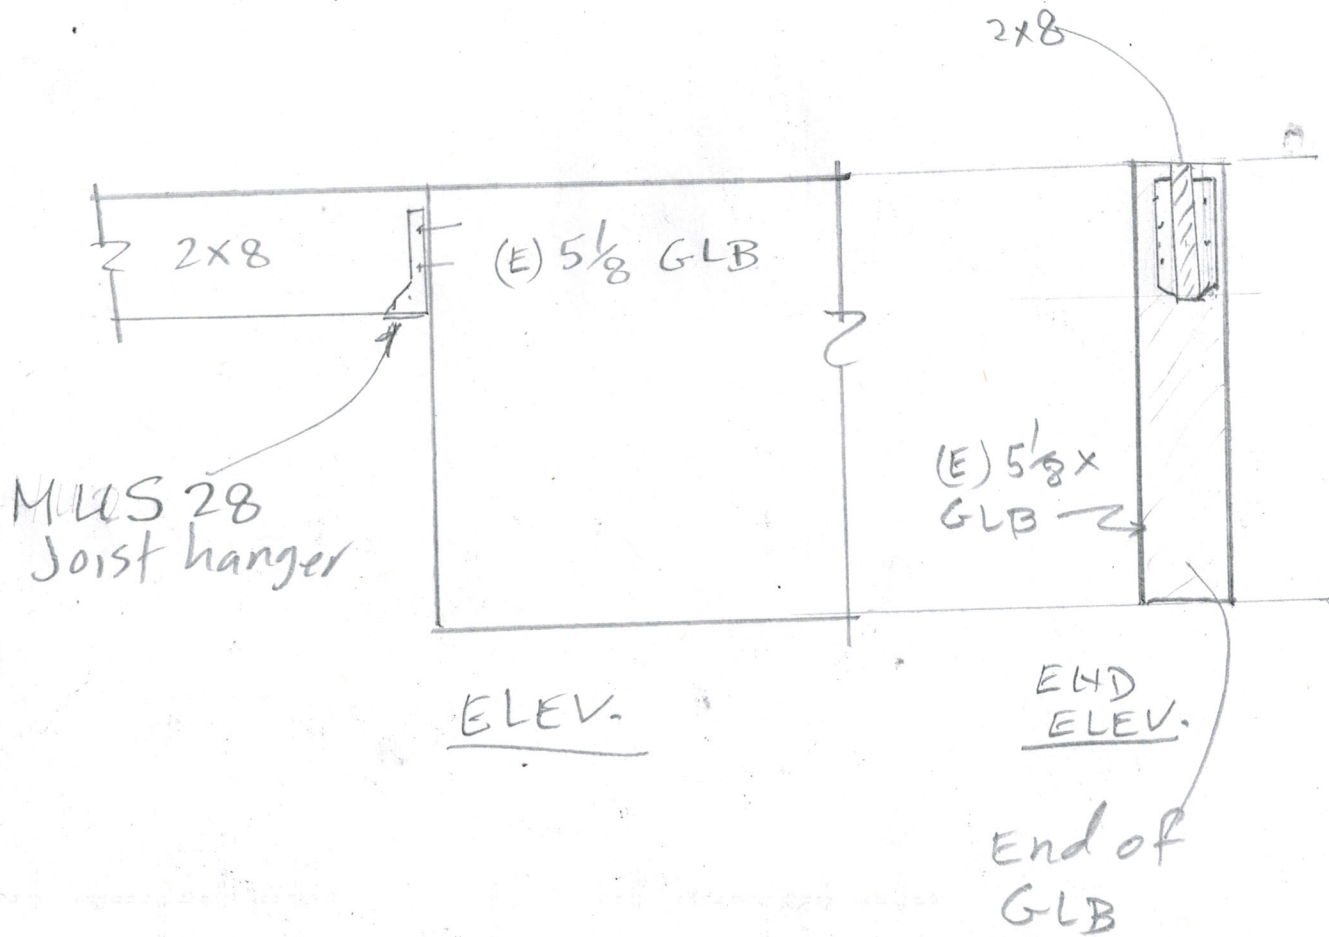 2x8
2x8
(E) 5 1/8 GLB
(E) 5 1/8 x
GLB
MUS 28
Joist hanger
ELEV.
END
ELEV.
End of
GLB